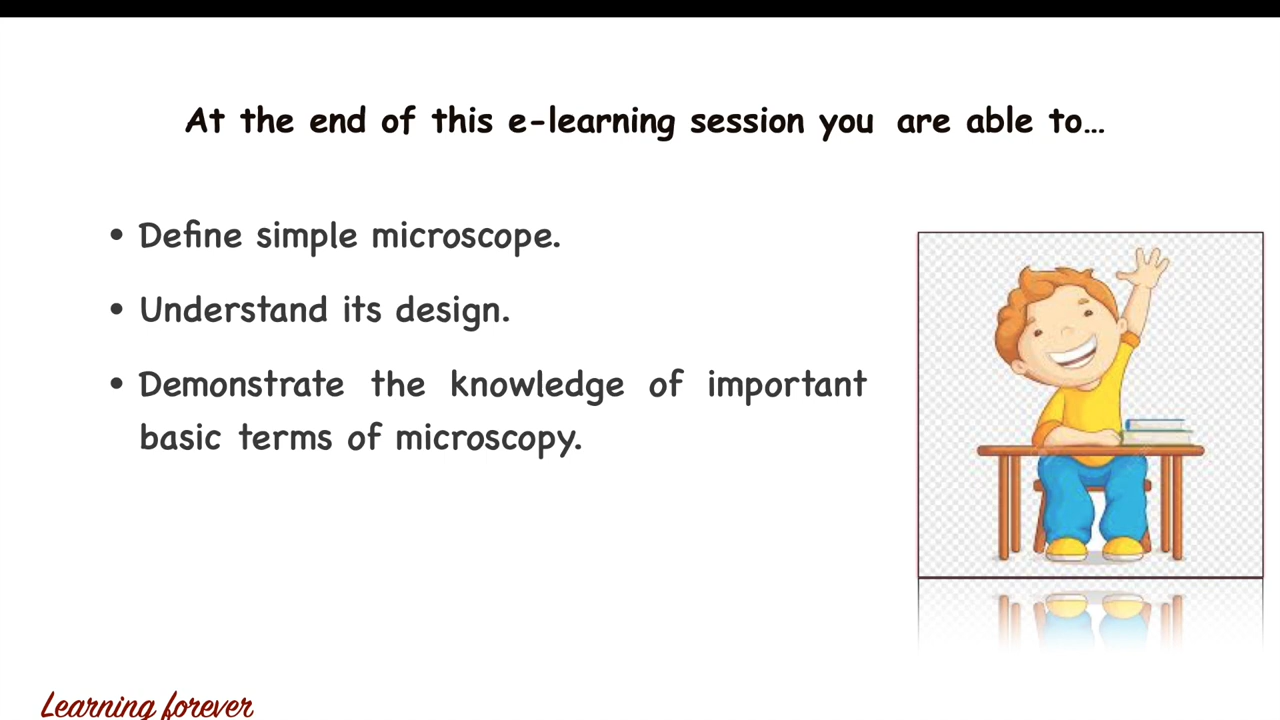 At the end of this e-learning session you are able to...
• Define simple microscope.
• Understand its design.
• Demonstrate the knowledge of important
basic terms of microscopy.
Learning forever